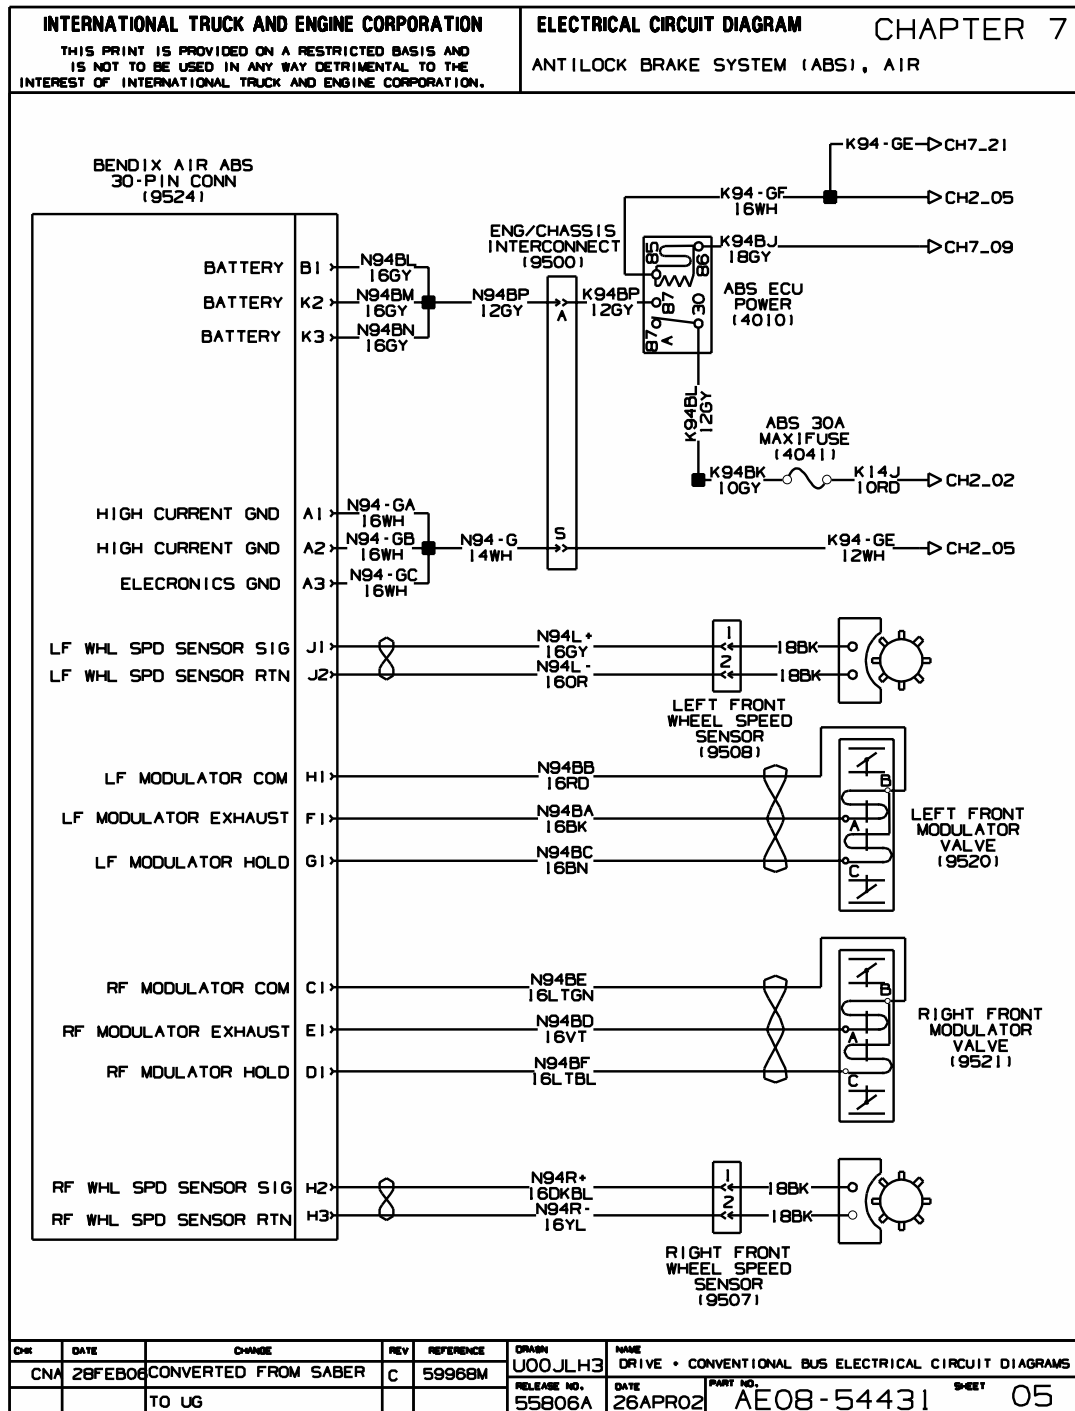 INTERNATIONAL TRUCK AND ENGINE CORPORATION
THIS PRINT IS PROVIDED ON A RESTRICTED BASIS AND
IS NOT TO BE USED IN ANY WAY DETRIMENTAL TO THE
INTEREST OF INTERNATIONAL TRUCK AND ENGINE CORPORATION.
ELECTRICAL CIRCUIT DIAGRAM
CHAPTER 7
ANTILOCK BRAKE SYSTEM (ABS), AIR
BENDIX AIR ABS
30-PIN CONN
(9524)
K94-GE CH7_21
K94-GF
16WH
CH2_05
ENG/CHASSIS
INTERCONNECT
(9500)
K94BJ
18GY
CH7_09
85
86
87
30
87
A
ABS ECU
POWER
(4010)
BATTERY B1 N94BL
16GY
BATTERY K2 N94BM
16GY
N94BP
12GY
A
K94BP
12GY
BATTERY K3 N94BN
16GY
K94BL
12GY
ABS 30A
MAXIFUSE
(4041)
K94BK
10GY
K14J
10RD
CH2_02
HIGH CURRENT GND A1 N94-GA
16WH
HIGH CURRENT GND A2 N94-GB
16WH
N94-G
14WH
S
K94-GE
12WH
CH2_05
ELECRONICS GND A3 N94-GC
16WH
LF WHL SPD SENSOR SIG J1 N94L+
16GY
1
18BK
LF WHL SPD SENSOR RTN J2 N94L-
16OR
2
18BK
LEFT FRONT
WHEEL SPEED
SENSOR
(9508)
LF MODULATOR COM H1 N94BB
16RD
B
LF MODULATOR EXHAUST F1 N94BA
16BK
A
LF MODULATOR HOLD G1 N94BC
16BN
C
LEFT FRONT
MODULATOR
VALVE
(9520)
RF MODULATOR COM C1 N94BE
16LTGN
B
RF MODULATOR EXHAUST E1 N94BD
16VT
A
RF MDULATOR HOLD D1 N94BF
16LTBL
C
RIGHT FRONT
MODULATOR
VALVE
(9521)
RF WHL SPD SENSOR SIG H2 N94R+
16DKBL
1
18BK
RF WHL SPD SENSOR RTN H3 N94R-
16YL
2
18BK
RIGHT FRONT
WHEEL SPEED
SENSOR
(9507)
CHK DATE CHANGE REV REFERENCE DRAWN NAME
CNA 28FEB06 CONVERTED FROM SABER C 59968M U00JLH3 DRIVE + CONVENTIONAL BUS ELECTRICAL CIRCUIT DIAGRAMS
TO UG
RELEASE NO. DATE PART NO. SHEET
55806A 26APR02 AE08-54431 05